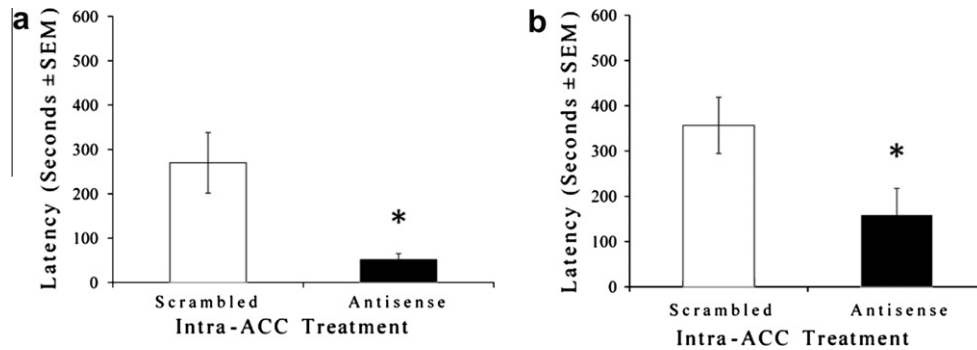 a
Latency (Seconds ±SEM)
600
500
400
300
200
100
0
*
Scrambled Antisense
Intra-ACC Treatment
b
Latency (Seconds ±SEM)
600
500
400
300
200
100
0
*
Scrambled Antisense
Intra-ACC Treatment